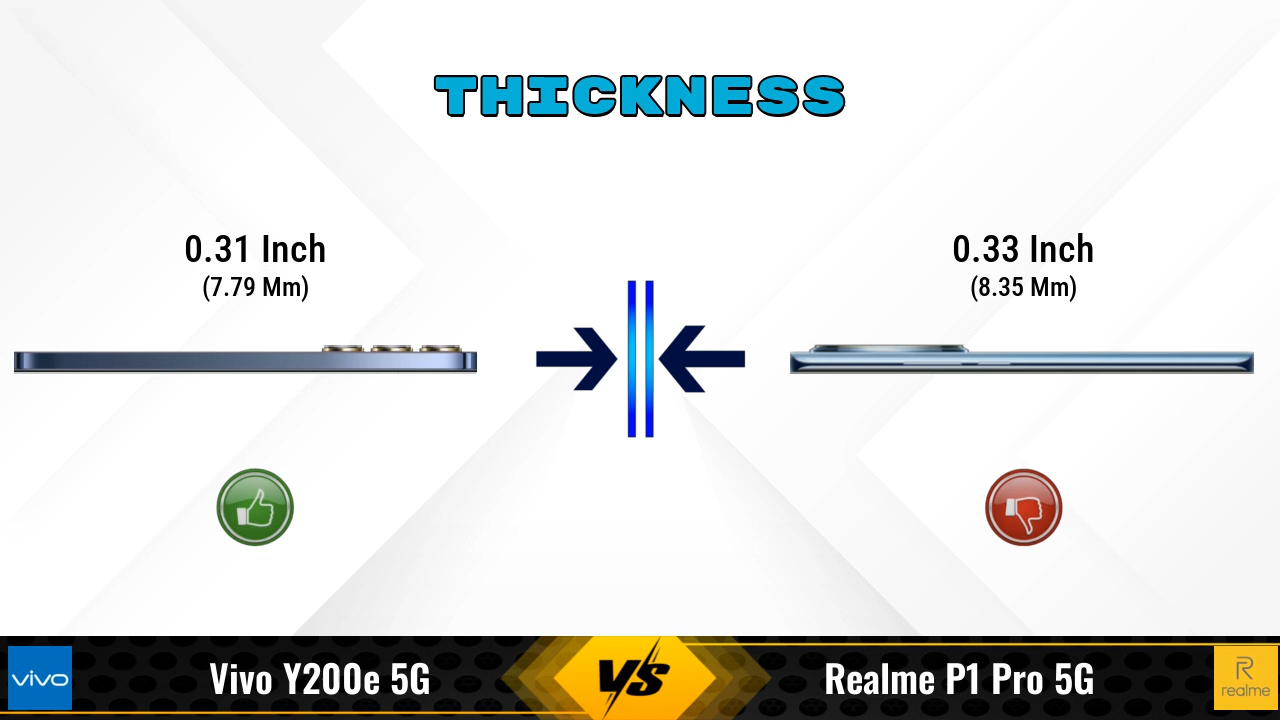 THICKNESS
0.31 Inch
(7.79 Mm)
0.33 Inch
(8.35 Mm)
vivo
Vivo Y200e 5G
VS
Realme P1 Pro 5G
R
realme